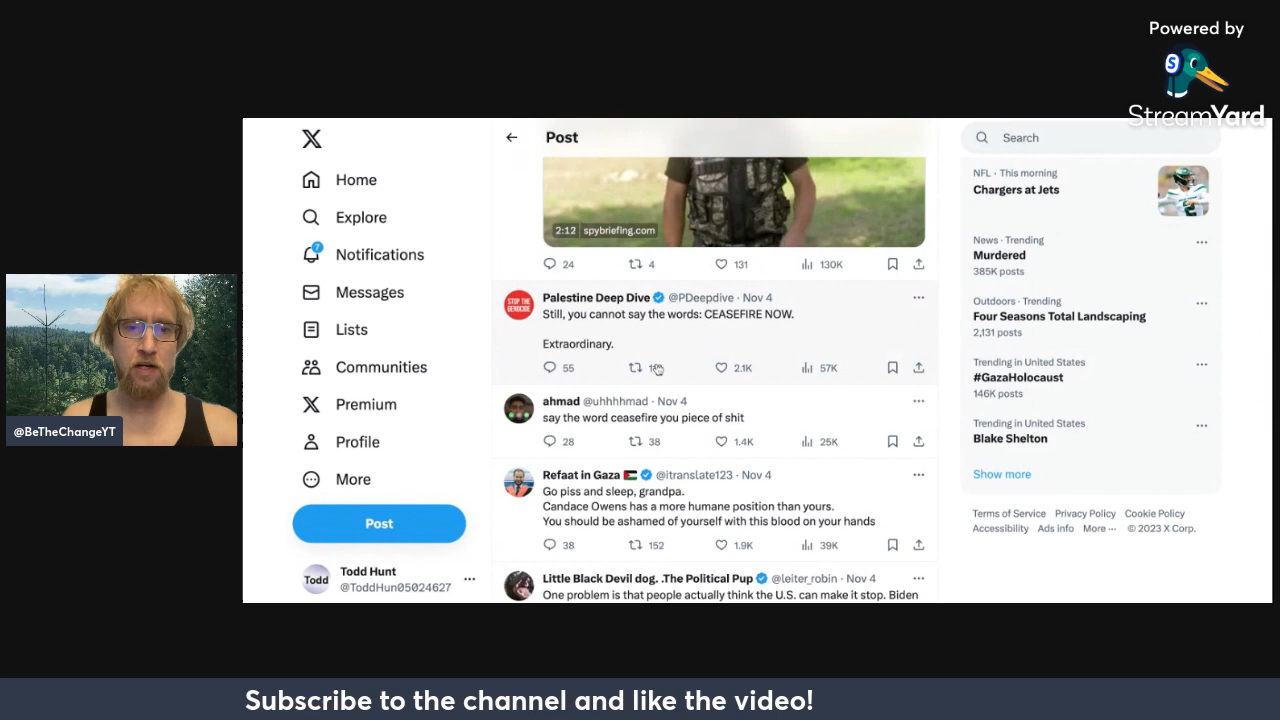 Powered by
StreamYard
Home
Explore
7
Notifications
Messages
Lists
Communities
Premium
Profile
More
Post
Todd
Todd Hunt
@ToddHun05024627
@BeTheChangeYT
Post
2:12 | spybriefing.com
24 4 131 130K
STOP THE GENOCIDE
Palestine Deep Dive @PDeepdive · Nov 4
Still, you cannot say the words: CEASEFIRE NOW.
Extraordinary.
55 2.1K 57K
ahmad @uhhhhmad · Nov 4
say the word ceasefire you piece of shit
28 38 1.4K 25K
Refaat in Gaza 🇵🇸 @itranslate123 · Nov 4
Go piss and sleep, grandpa.
Candace Owens has a more humane position than yours.
You should be ashamed of yourself with this blood on your hands
38 152 1.9K 39K
Little Black Devil dog. .The Political Pup @leiter_robin · Nov 4
One problem is that people actually think the U.S. can make it stop. Biden
Search
NFL · This morning
Chargers at Jets
News · Trending
Murdered
385K posts
Outdoors · Trending
Four Seasons Total Landscaping
2,131 posts
Trending in United States
#GazaHolocaust
146K posts
Trending in United States
Blake Shelton
Show more
Terms of Service Privacy Policy Cookie Policy
Accessibility Ads info More ··· © 2023 X Corp.
Subscribe to the channel and like the video!